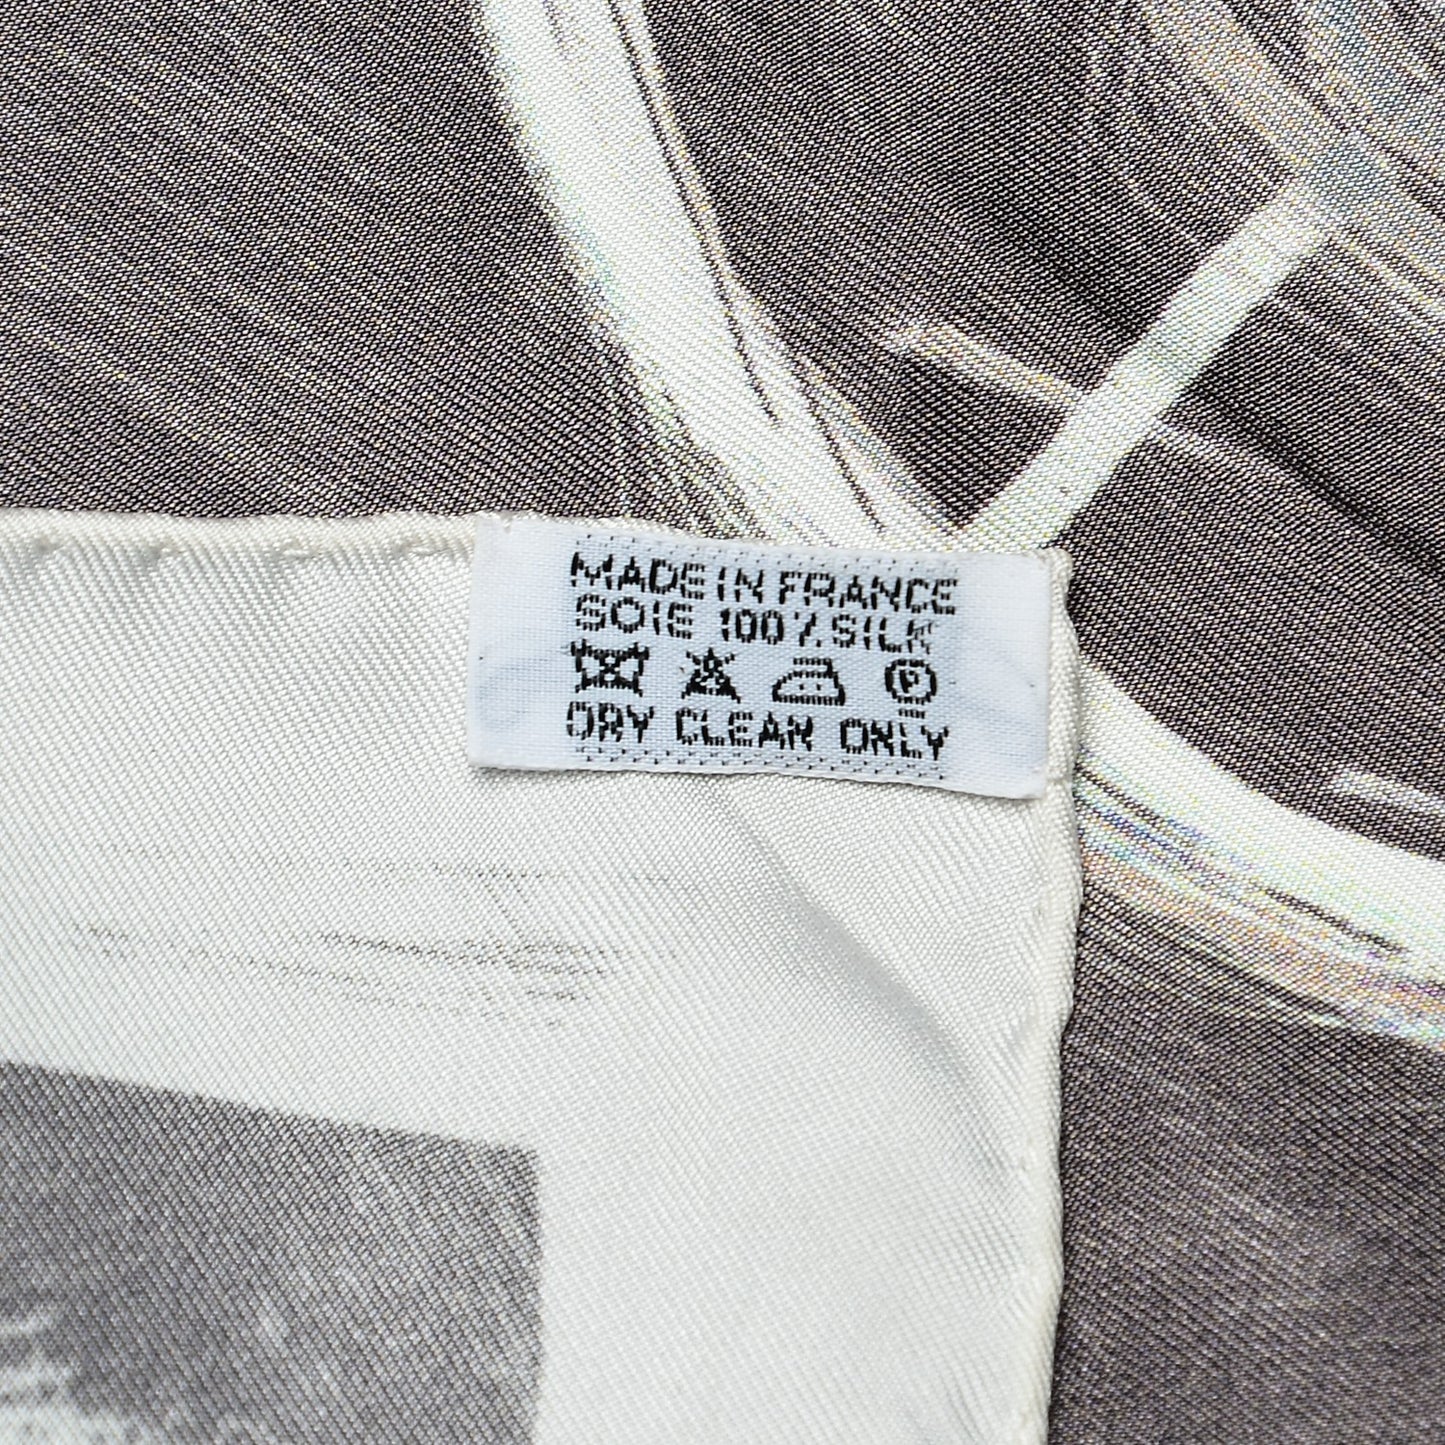 MADE IN FRANCE
SOIE 100% SILK
P
DRY CLEAN ONLY